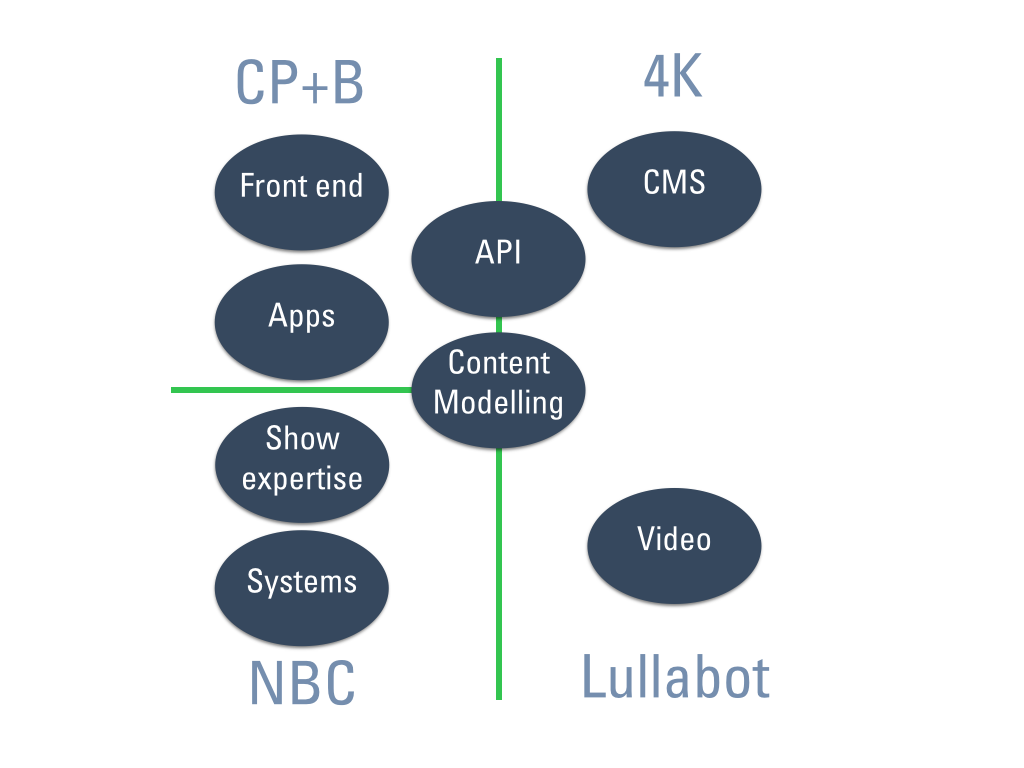 CP+B
4K
Front end
CMS
API
Apps
Content
Modelling
Show
expertise
Video
Systems
NBC
Lullabot